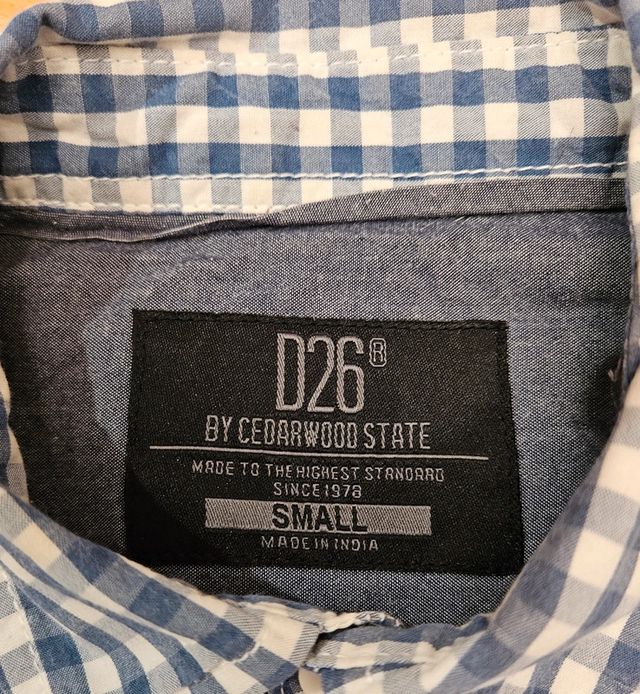 D26®
BY CEDARWOOD STATE
MADE TO THE HIGHEST STANDARD
SINCE 1978
SMALL
MADE IN INDIA